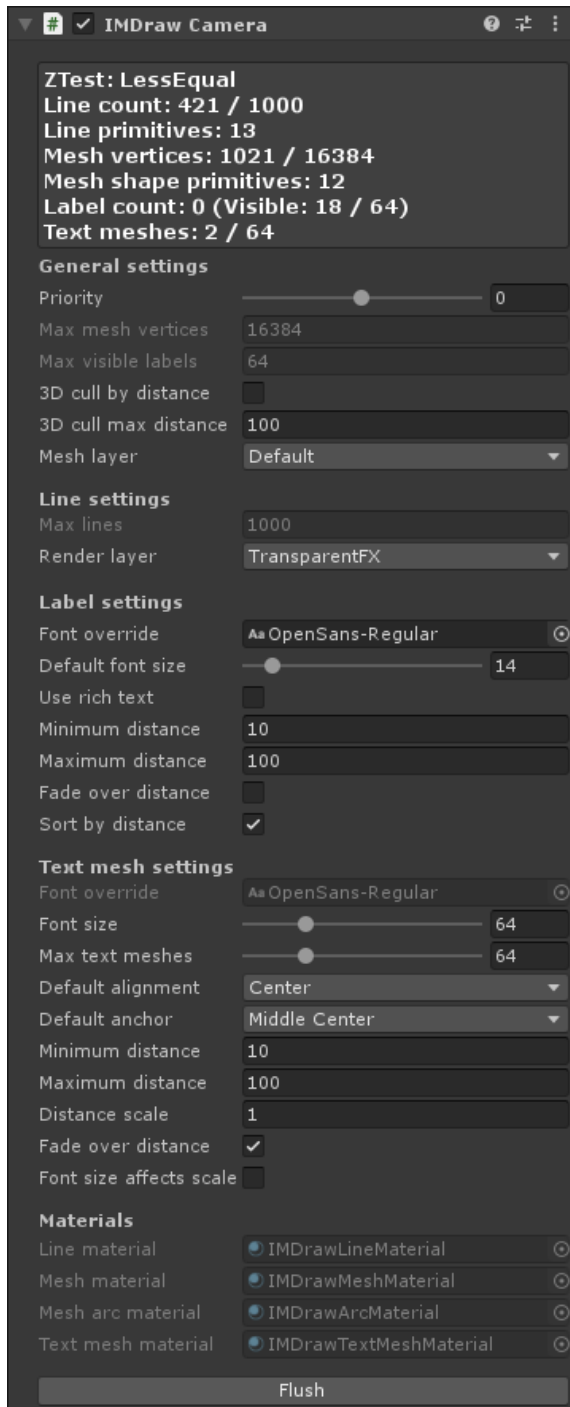 IMDraw Camera
ZTest: LessEqual
Line count: 421 / 1000
Line primitives: 13
Mesh vertices: 1021 / 16384
Mesh shape primitives: 12
Label count: 0 (Visible: 18 / 64)
Text meshes: 2 / 64
General settings
Priority 0
Max mesh vertices 16384
Max visible labels 64
3D cull by distance
3D cull max distance 100
Mesh layer Default
Line settings
Max lines 1000
Render layer TransparentFX
Label settings
Font override Aa OpenSans-Regular
Default font size 14
Use rich text
Minimum distance 10
Maximum distance 100
Fade over distance
Sort by distance
Text mesh settings
Font override Aa OpenSans-Regular
Font size 64
Max text meshes 64
Default alignment Center
Default anchor Middle Center
Minimum distance 10
Maximum distance 100
Distance scale 1
Fade over distance
Font size affects scale
Materials
Line material IMDrawLineMaterial
Mesh material IMDrawMeshMaterial
Mesh arc material IMDrawArcMaterial
Text mesh material IMDrawTextMeshMaterial
Flush